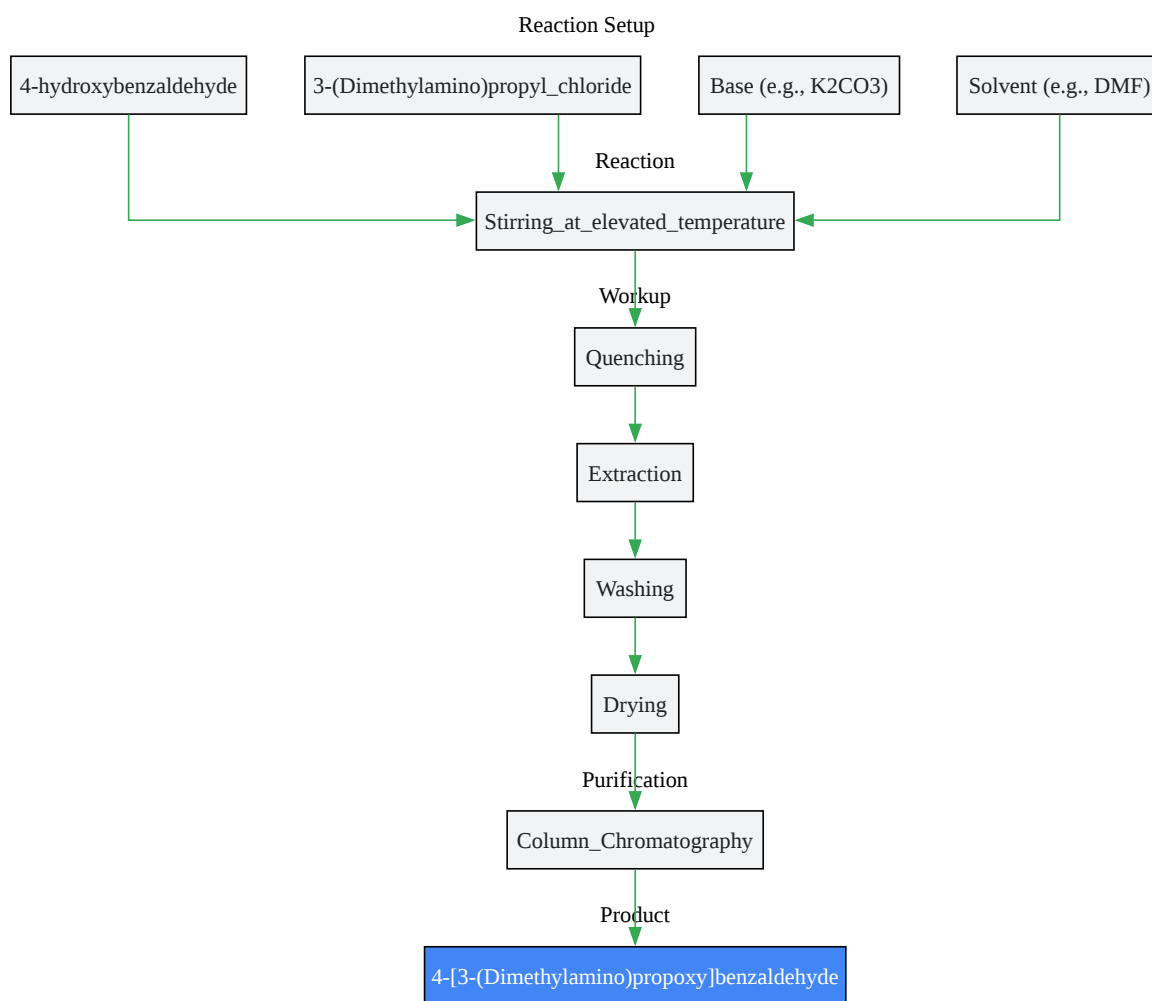 Reaction Setup
4-hydroxybenzaldehyde
3-(Dimethylamino)propyl_chloride
Base (e.g., K2CO3)
Solvent (e.g., DMF)
Reaction
Stirring_at_elevated_temperature
Workup
Quenching
Extraction
Washing
Drying
Purification
Column_Chromatography
Product
4-[3-(Dimethylamino)propoxy]benzaldehyde